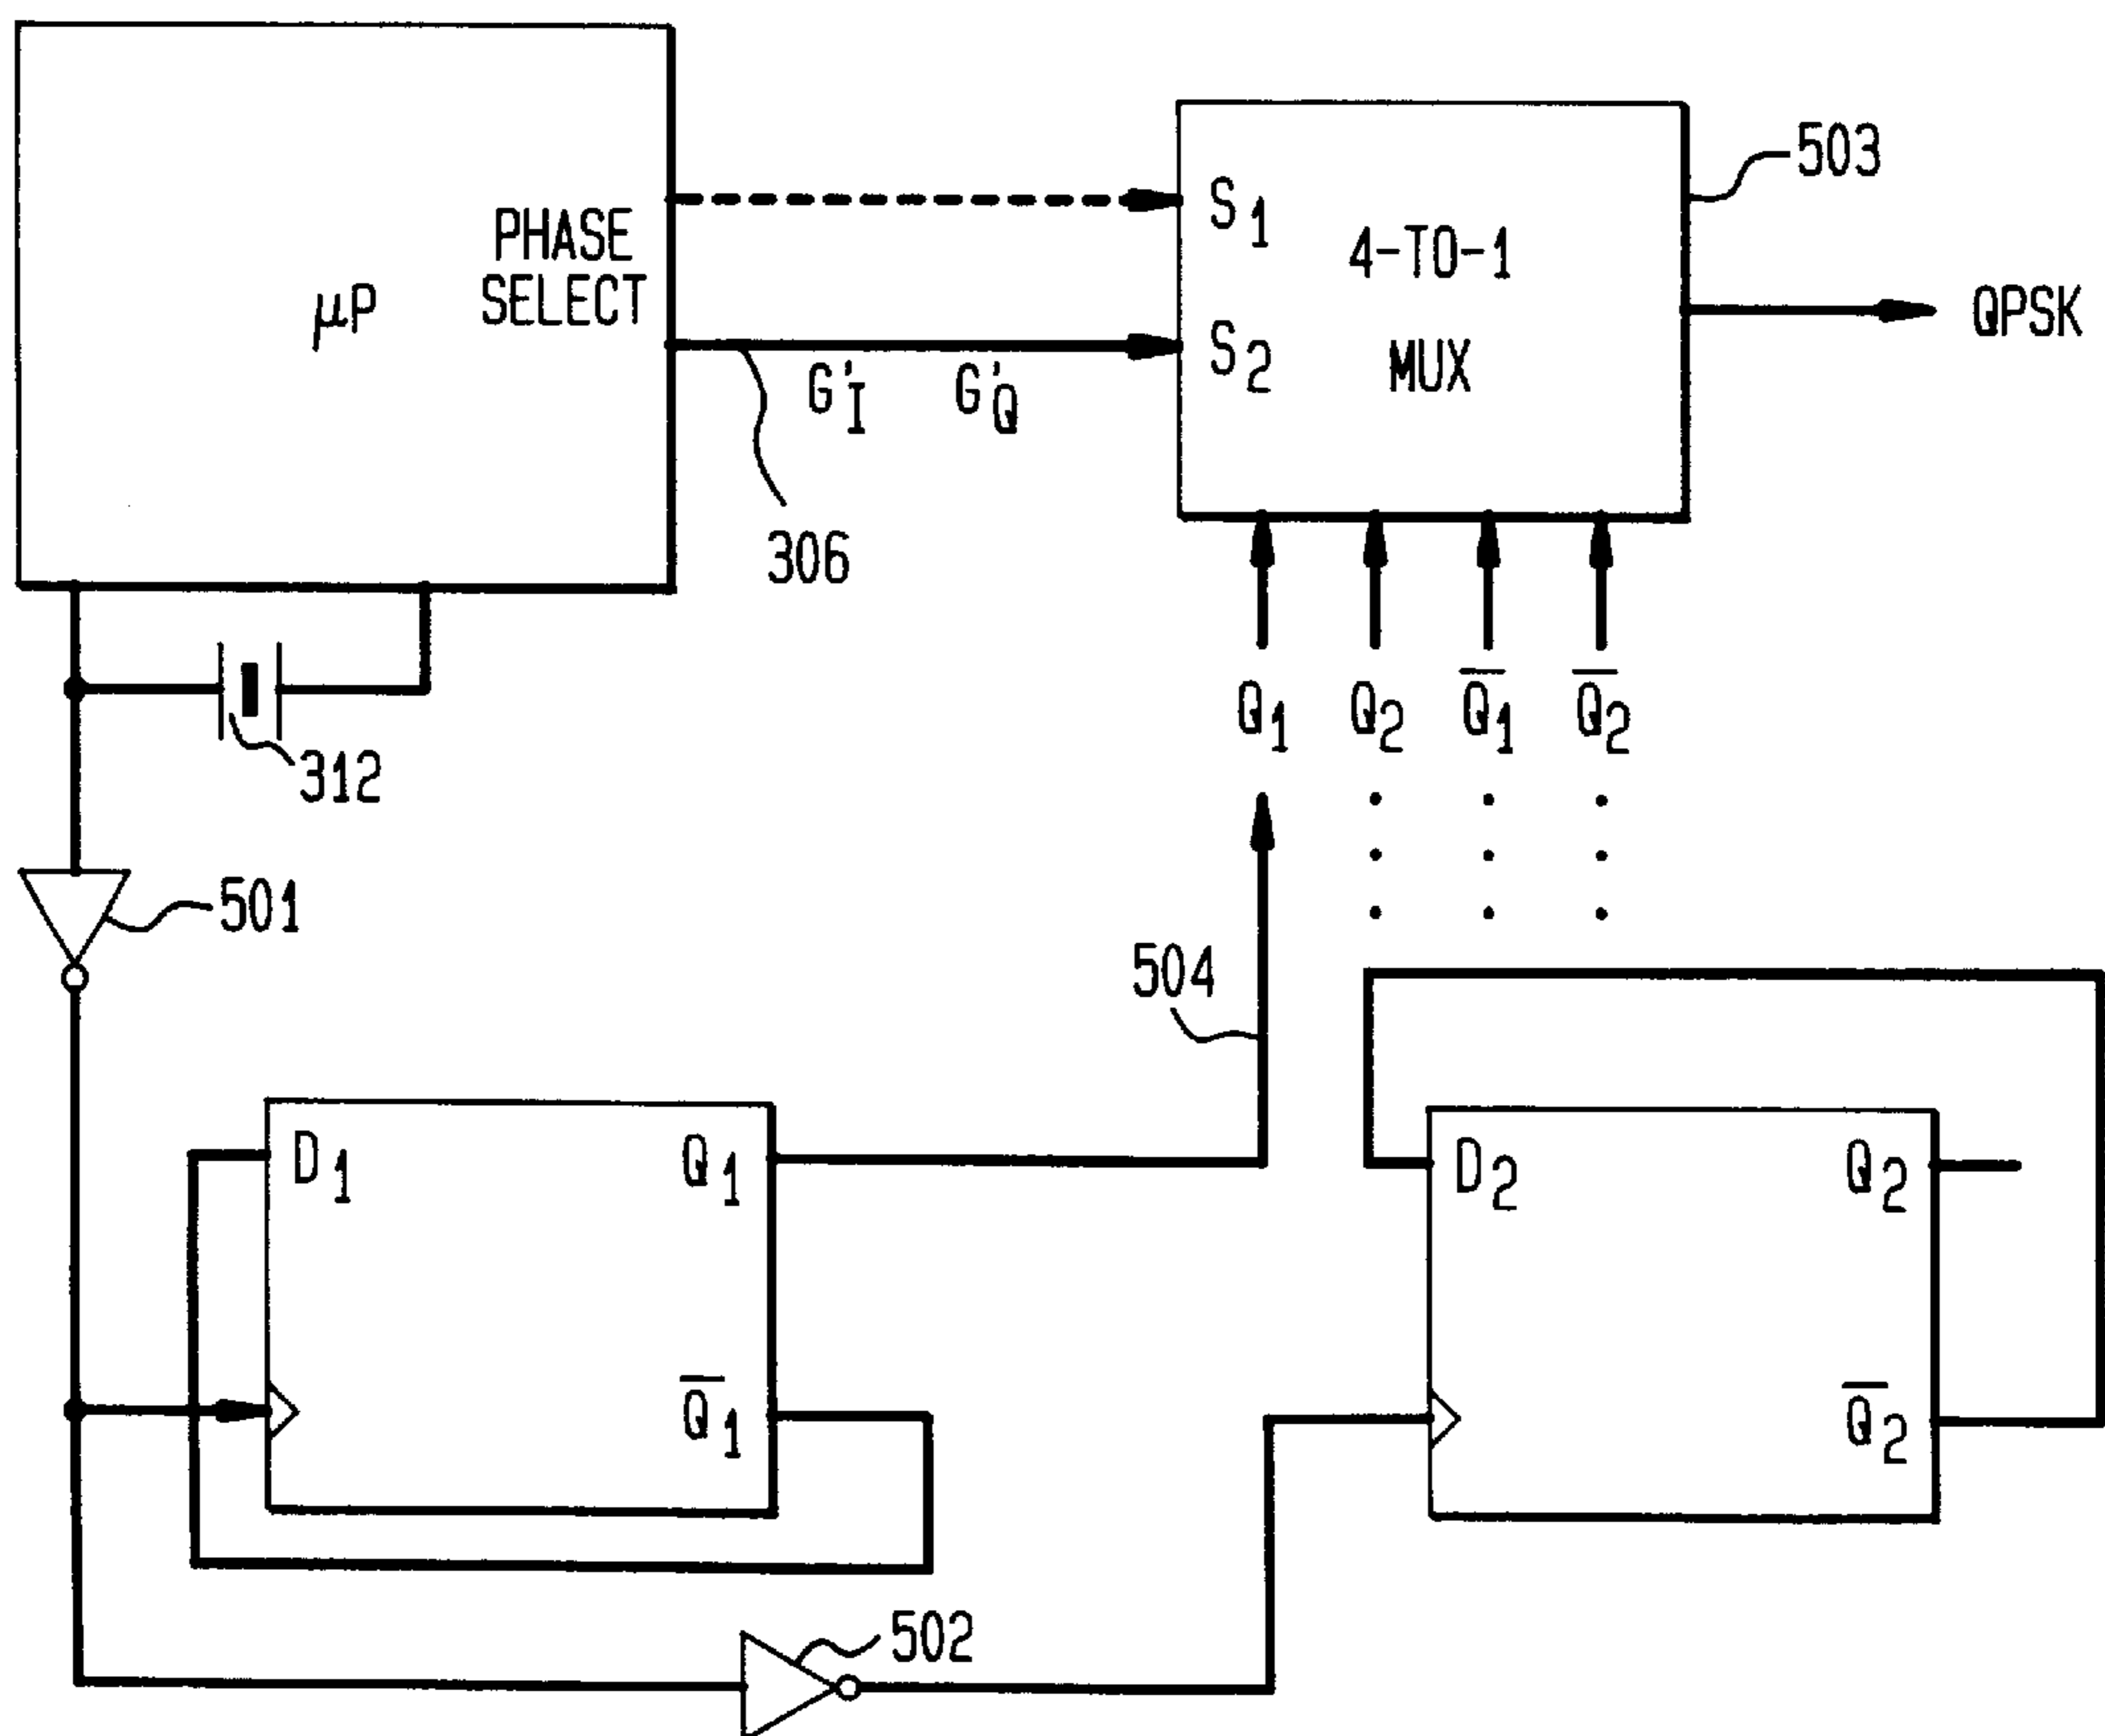 μP
PHASE
SELECT
S1
4-TO-1
S2
MUX
503
QPSK
G'I G'Q
306
Q1 Q2 Q̅1 Q̅2
312
501
504
D1 Q1
Q̅1
D2 Q2
Q̅2
502